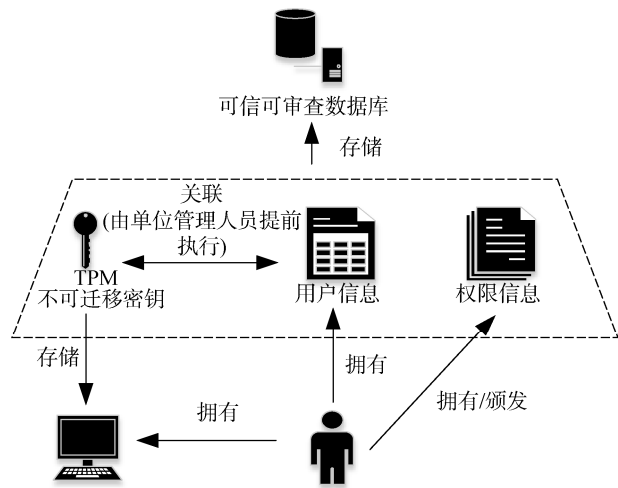 可信可审查数据库
存储
关联
(由单位管理人员提前
执行)
TPM
不可迁移密钥
用户信息
权限信息
存储
拥有
拥有
拥有/颁发